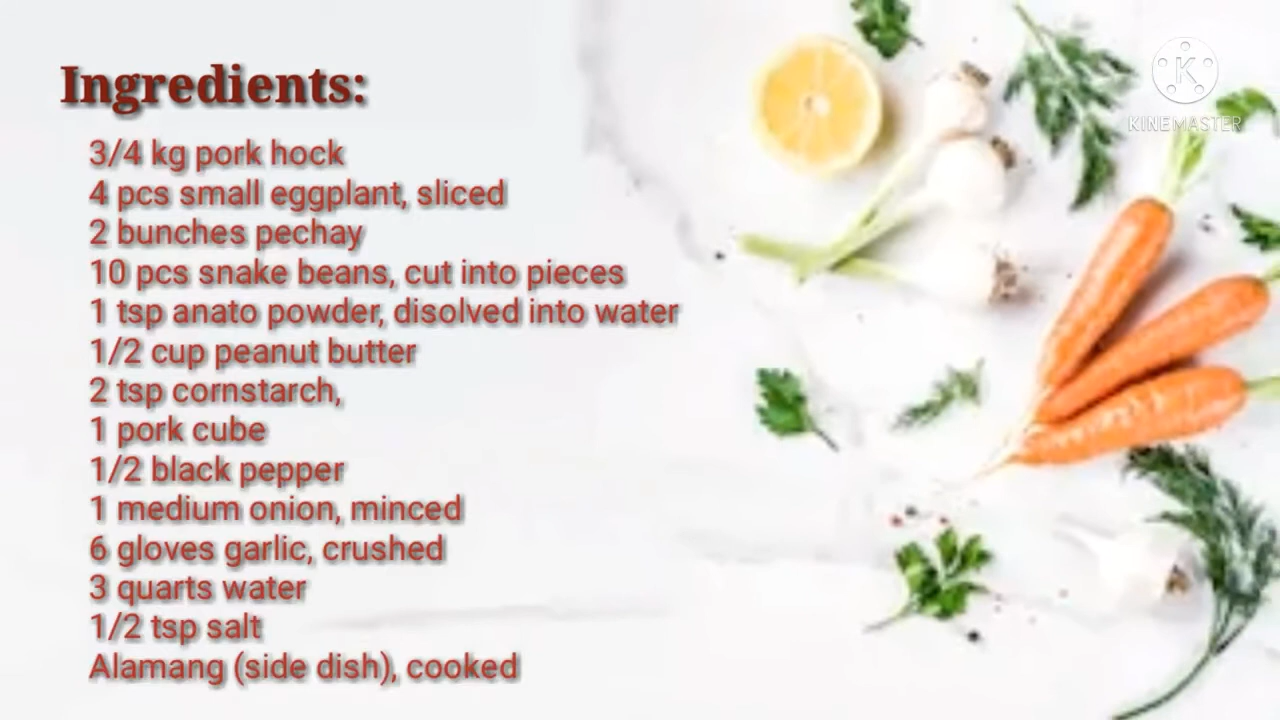 Ingredients:
3/4 kg pork hock
4 pcs small eggplant, sliced
2 bunches pechay
10 pcs snake beans, cut into pieces
1 tsp anato powder, disolved into water
1/2 cup peanut butter
2 tsp cornstarch,
1 pork cube
1/2 black pepper
1 medium onion, minced
6 gloves garlic, crushed
3 quarts water
1/2 tsp salt
Alamang (side dish), cooked
K
KINEMASTER